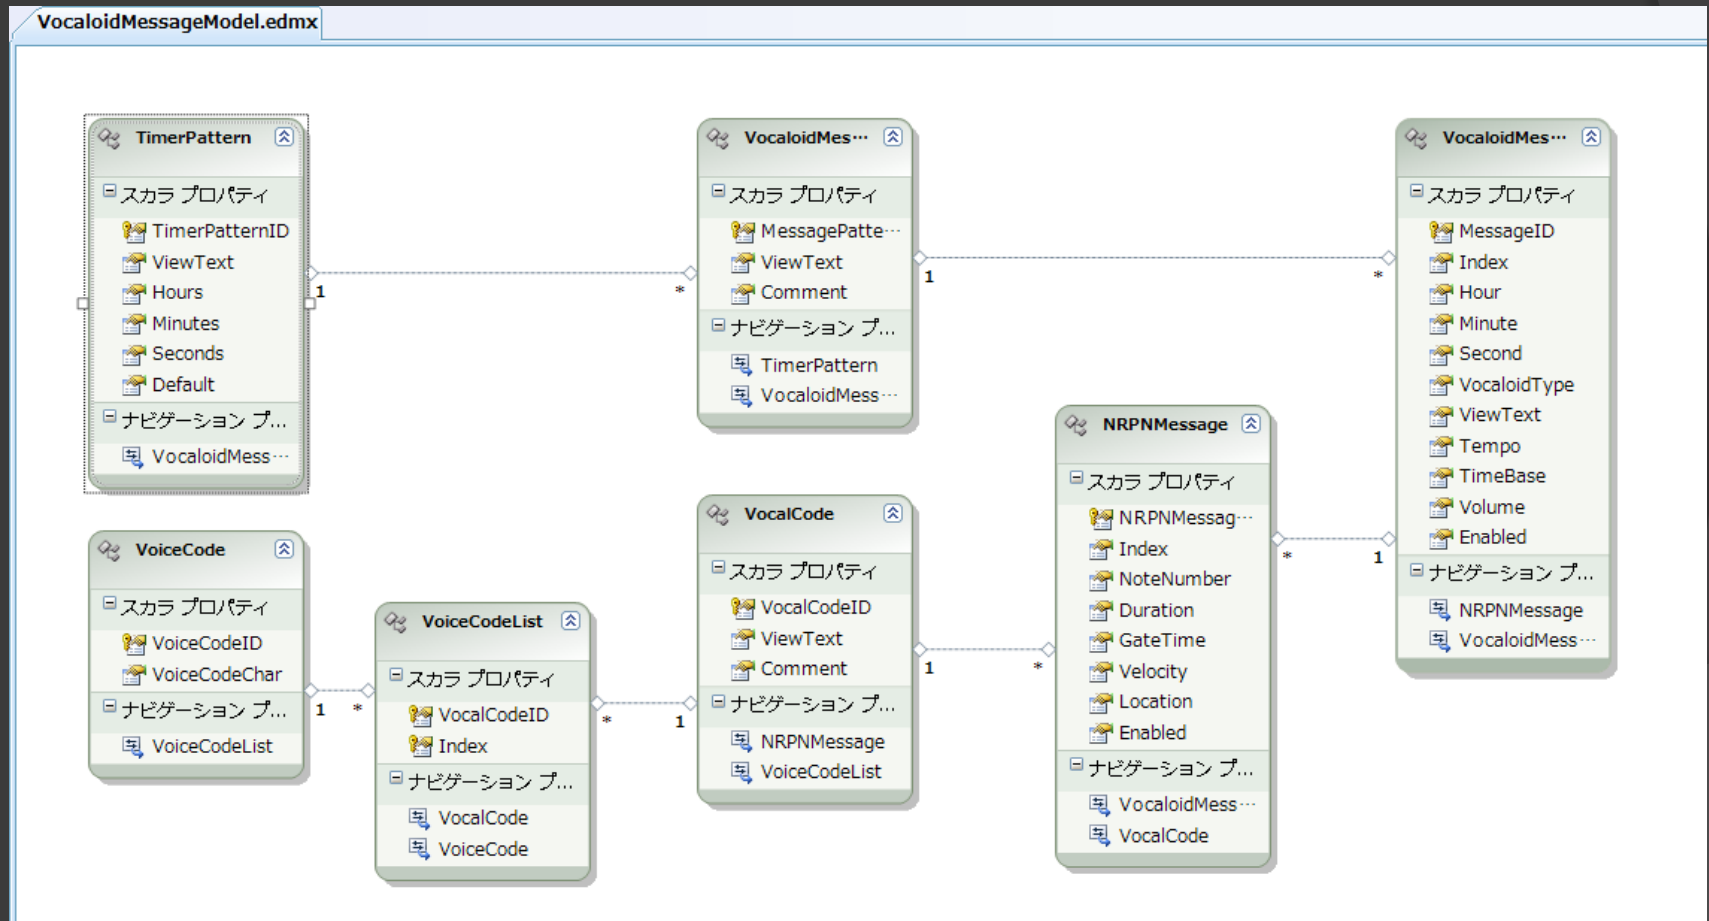 VocaloidMessageModel.edmx
TimerPattern
スカラ プロパティ
TimerPatternID
ViewText
Hours
Minutes
Seconds
Default
ナビゲーション プ...
VocaloidMess…
VocaloidMes…
スカラ プロパティ
MessagePatte…
ViewText
Comment
ナビゲーション プ...
TimerPattern
VocaloidMess…
VocaloidMes…
スカラ プロパティ
MessageID
Index
Hour
Minute
Second
VocaloidType
ViewText
Tempo
TimeBase
Volume
Enabled
ナビゲーション プ...
NRPNMessage
VocaloidMess…
1
*
1
*
VoiceCode
スカラ プロパティ
VoiceCodeID
VoiceCodeChar
ナビゲーション プ...
VoiceCodeList
1
*
VoiceCodeList
スカラ プロパティ
VocalCodeID
Index
ナビゲーション プ...
VocalCode
VoiceCode
*
1
VocalCode
スカラ プロパティ
VocalCodeID
ViewText
Comment
ナビゲーション プ...
NRPNMessage
VoiceCodeList
1
*
NRPNMessage
スカラ プロパティ
NRPNMessag…
Index
NoteNumber
Duration
GateTime
Velocity
Location
Enabled
ナビゲーション プ...
VocaloidMess…
VocalCode
*
1